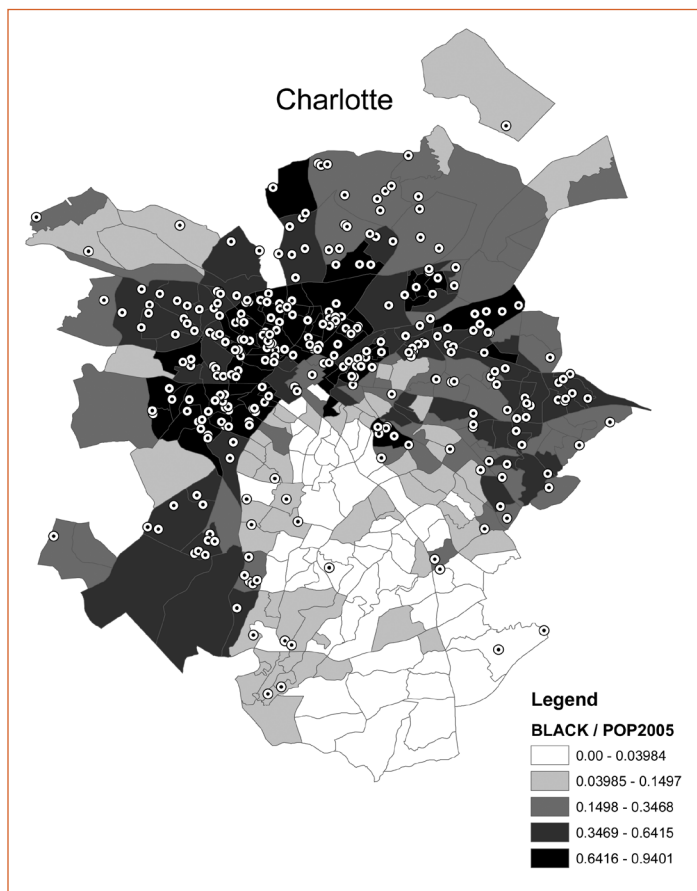 Charlotte
Legend
BLACK / POP2005
0.00 - 0.03984
0.03985 - 0.1497
0.1498 - 0.3468
0.3469 - 0.6415
0.6416 - 0.9401